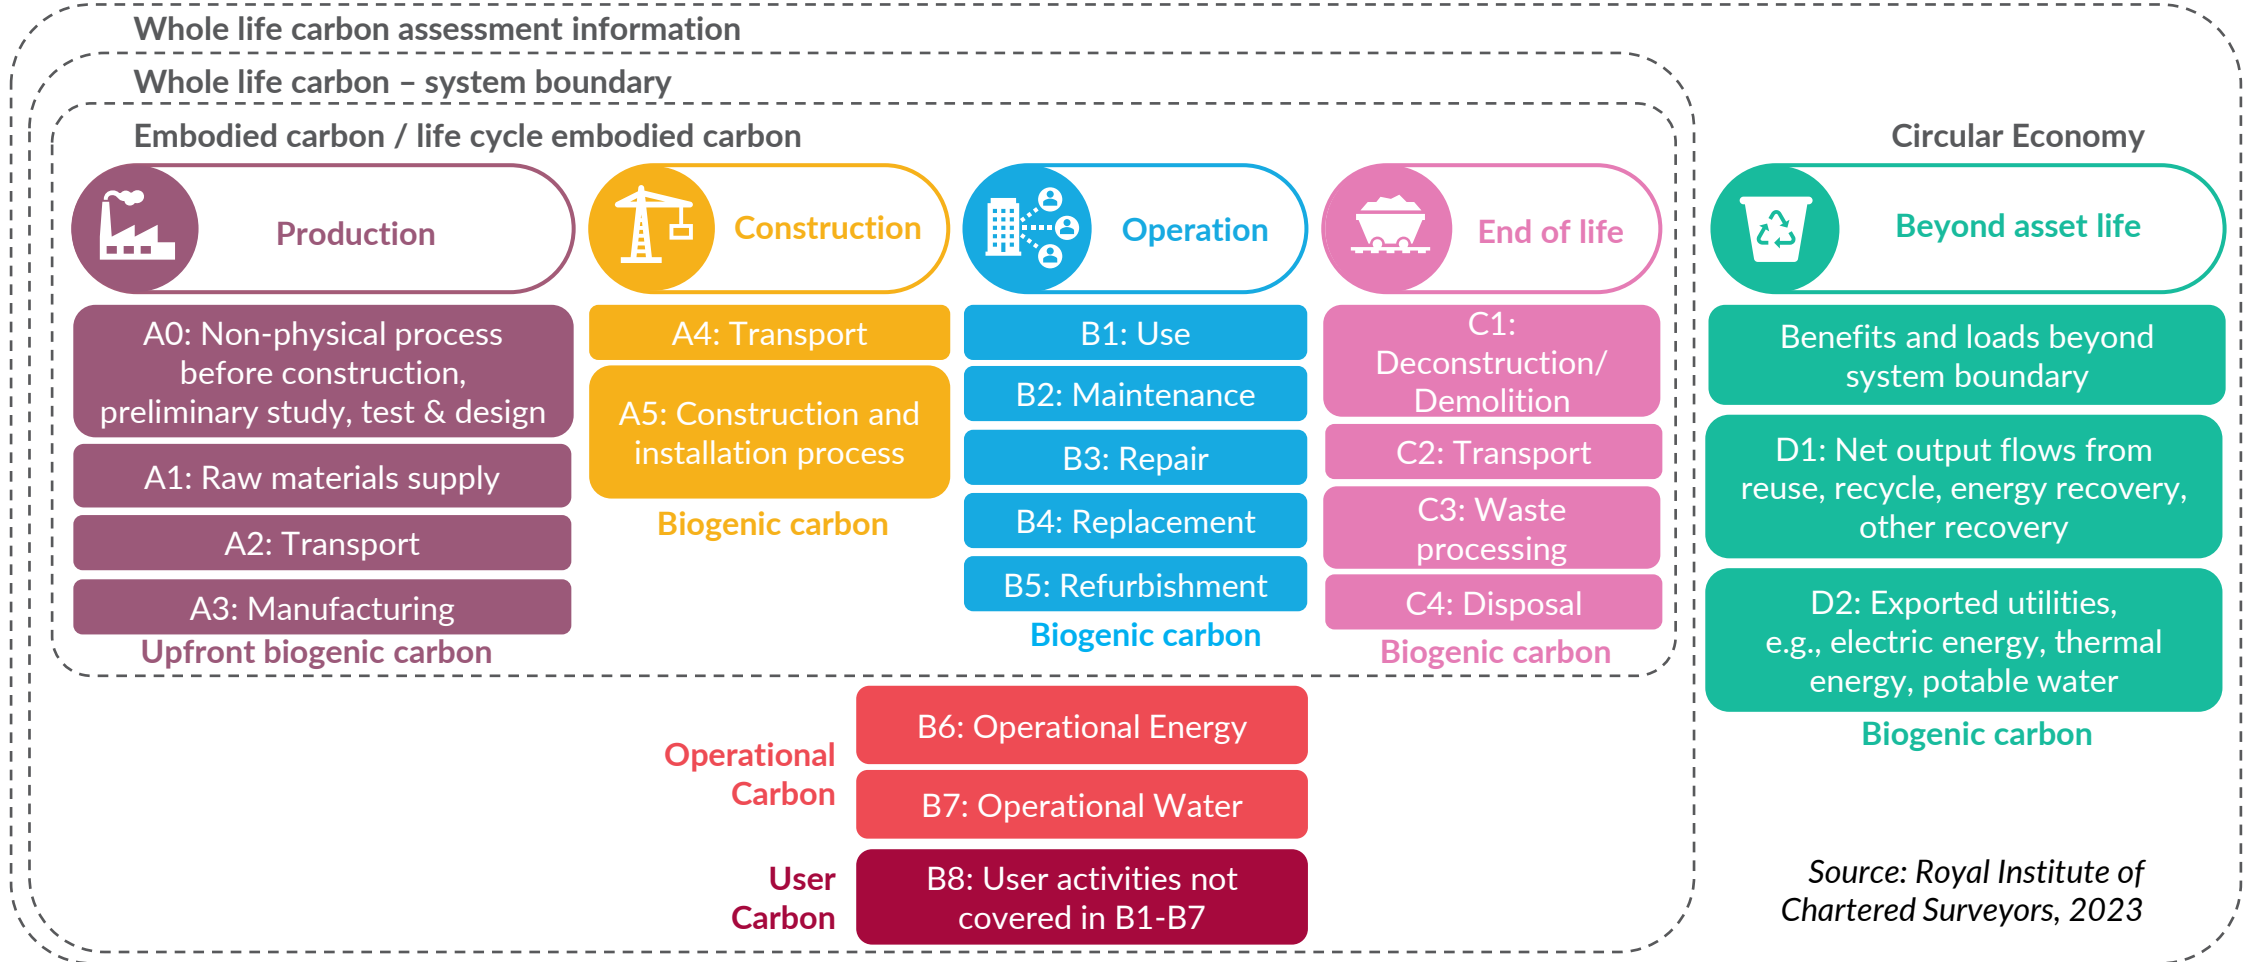 Whole life carbon assessment information
Whole life carbon – system boundary
Embodied carbon / life cycle embodied carbon
Circular Economy
Production
A0: Non-physical process
before construction,
preliminary study, test & design
A1: Raw materials supply
A2: Transport
A3: Manufacturing
Upfront biogenic carbon
Construction
A4: Transport
A5: Construction and
installation process
Biogenic carbon
Operation
B1: Use
B2: Maintenance
B3: Repair
B4: Replacement
B5: Refurbishment
Biogenic carbon
End of life
C1:
Deconstruction/
Demolition
C2: Transport
C3: Waste
processing
C4: Disposal
Biogenic carbon
Beyond asset life
Benefits and loads beyond
system boundary
D1: Net output flows from
reuse, recycle, energy recovery,
other recovery
D2: Exported utilities,
e.g., electric energy, thermal
energy, potable water
Biogenic carbon
Operational
Carbon
B6: Operational Energy
B7: Operational Water
User
Carbon
B8: User activities not
covered in B1-B7
Source: Royal Institute of
Chartered Surveyors, 2023